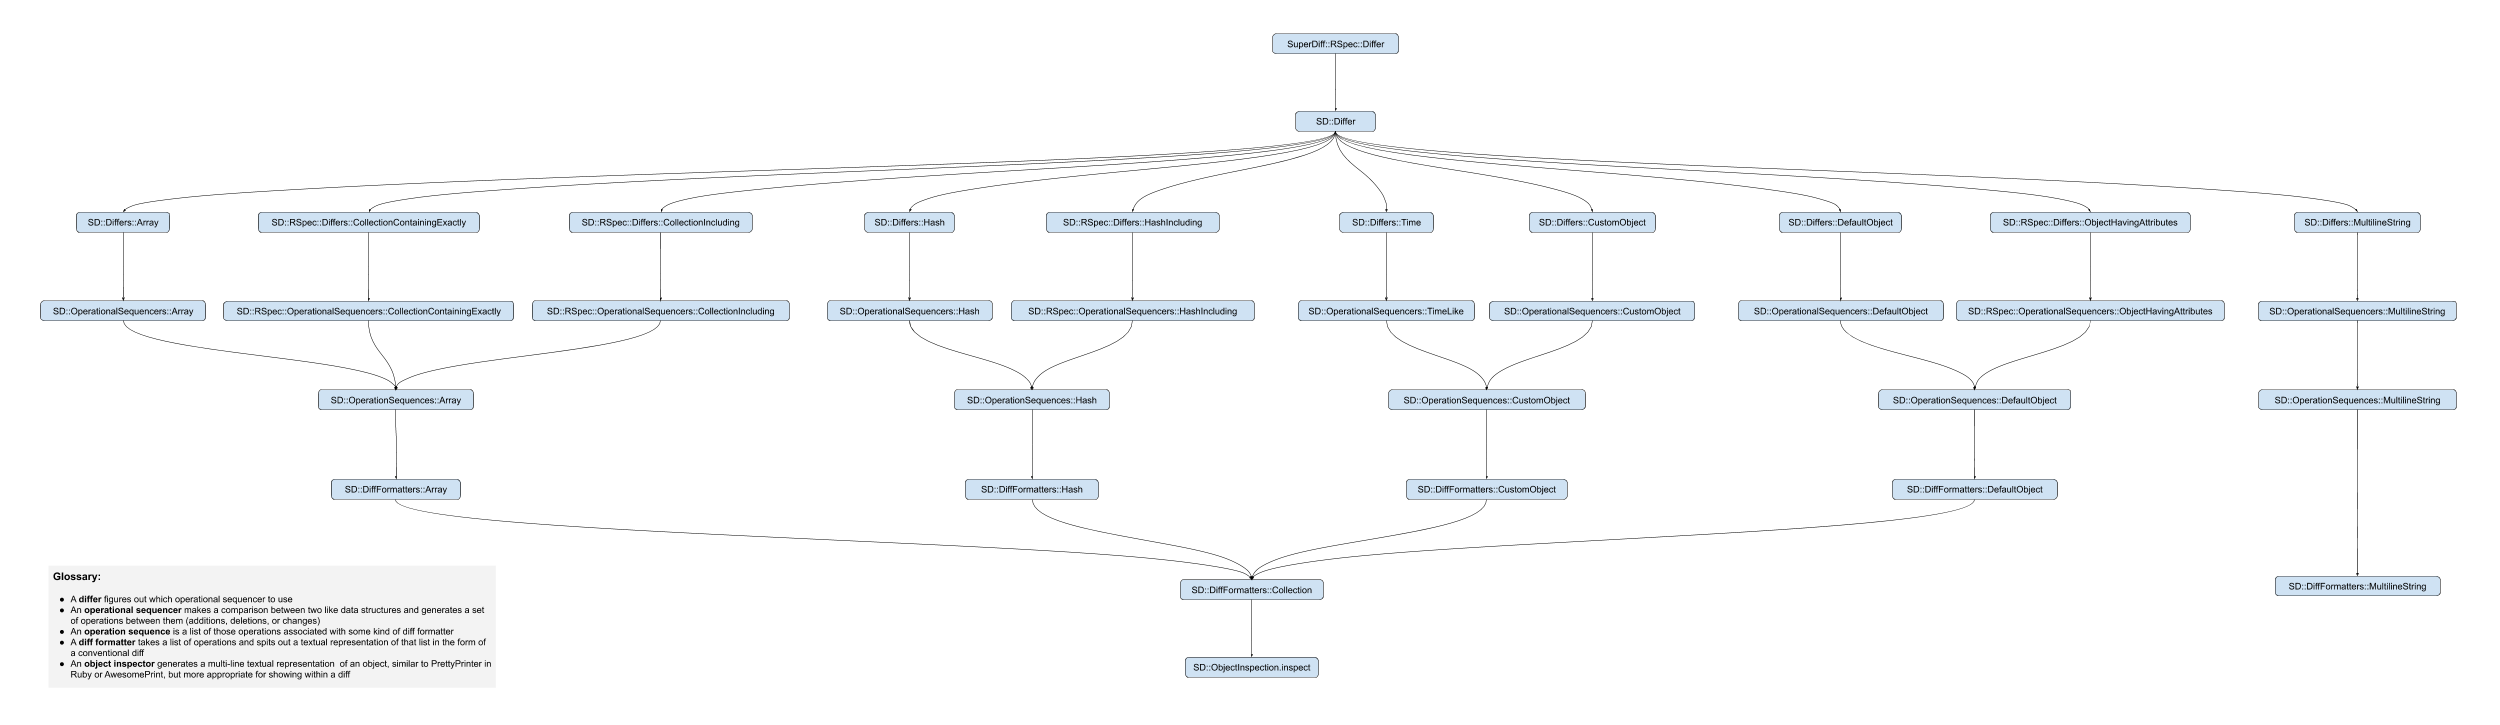 SuperDiff::RSpec::Differ
SD::Differ
SD::Differs::Array
SD::RSpec::Differs::CollectionContainingExactly
SD::RSpec::Differs::CollectionIncluding
SD::Differs::Hash
SD::RSpec::Differs::HashIncluding
SD::Differs::Time
SD::Differs::CustomObject
SD::Differs::DefaultObject
SD::RSpec::Differs::ObjectHavingAttributes
SD::Differs::MultilineString
SD::OperationalSequencers::Array
SD::RSpec::OperationalSequencers::CollectionContainingExactly
SD::RSpec::OperationalSequencers::CollectionIncluding
SD::OperationalSequencers::Hash
SD::RSpec::OperationalSequencers::HashIncluding
SD::OperationalSequencers::TimeLike
SD::OperationalSequencers::CustomObject
SD::OperationalSequencers::DefaultObject
SD::RSpec::OperationalSequencers::ObjectHavingAttributes
SD::OperationalSequencers::MultilineString
SD::OperationSequences::Array
SD::OperationSequences::Hash
SD::OperationSequences::CustomObject
SD::OperationSequences::DefaultObject
SD::OperationSequences::MultilineString
SD::DiffFormatters::Array
SD::DiffFormatters::Hash
SD::DiffFormatters::CustomObject
SD::DiffFormatters::DefaultObject
SD::DiffFormatters::Collection
SD::DiffFormatters::MultilineString
SD::ObjectInspection.inspect
Glossary:
● A differ figures out which operational sequencer to use
● An operational sequencer makes a comparison between two like data structures and generates a set
of operations between them (additions, deletions, or changes)
● An operation sequence is a list of those operations associated with some kind of diff formatter
● A diff formatter takes a list of operations and spits out a textual representation of that list in the form of
a conventional diff
● An object inspector generates a multi-line textual representation of an object, similar to PrettyPrinter in
Ruby or AwesomePrint, but more appropriate for showing within a diff